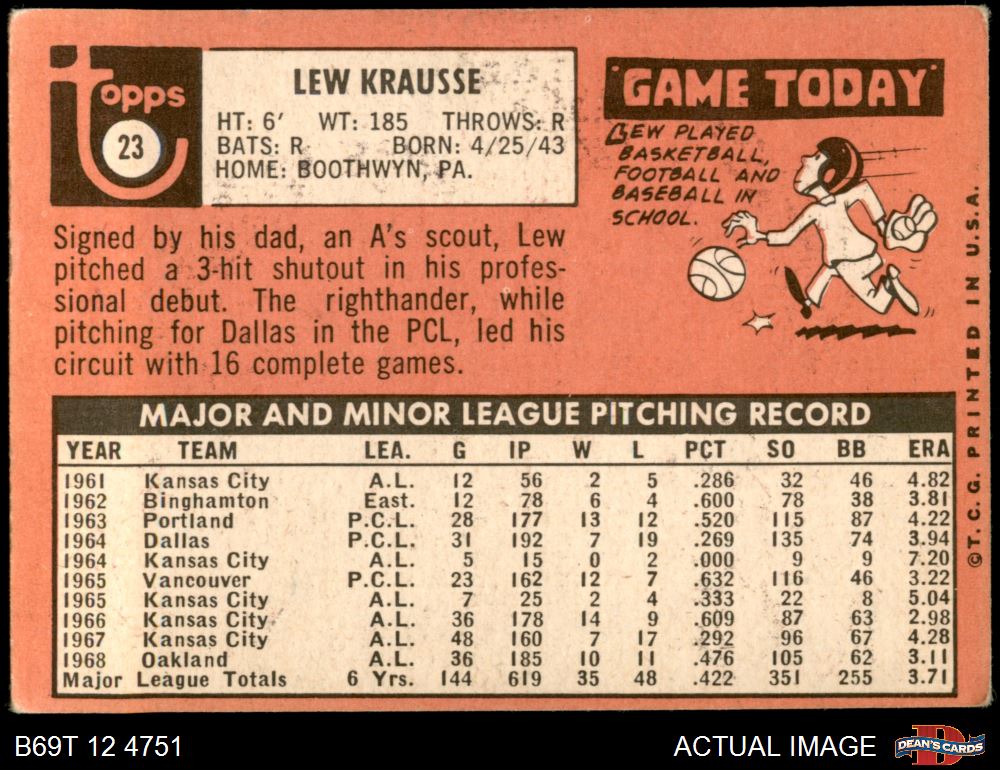 Topps
23
LEW KRAUSSE
HT: 6' WT: 185 THROWS: R
BATS: R BORN: 4/25/43
HOME: BOOTHWYN, PA.
"GAME TODAY"
LEW PLAYED
BASKETBALL,
FOOTBALL AND
BASEBALL IN
SCHOOL.
Signed by his dad, an A's scout, Lew
pitched a 3-hit shutout in his profes-
sional debut. The righthander, while
pitching for Dallas in the PCL, led his
circuit with 16 complete games.
MAJOR AND MINOR LEAGUE PITCHING RECORD
YEAR TEAM LEA. G IP W L PCT SO BB ERA
1961 Kansas City A.L. 12 56 2 5 .286 32 46 4.82
1962 Binghamton East. 12 78 6 4 .600 78 38 3.81
1963 Portland P.C.L. 28 177 13 12 .520 115 87 4.22
1964 Dallas P.C.L. 31 192 7 19 .269 135 74 3.94
1964 Kansas City A.L. 5 15 0 2 .000 9 9 7.20
1965 Vancouver P.C.L. 23 162 12 7 .632 116 46 3.22
1965 Kansas City A.L. 7 25 2 4 .333 22 8 5.04
1966 Kansas City A.L. 36 178 14 9 .609 87 63 2.98
1967 Kansas City A.L. 48 160 7 17 .292 96 67 4.28
1968 Oakland A.L. 36 185 10 11 .476 105 62 3.11
Major League Totals 6 Yrs. 144 619 35 48 .422 351 255 3.71
©T.C.G. PRINTED IN U.S.A.
B69T 12 4751
ACTUAL IMAGE
D
DEAN'S CARDS